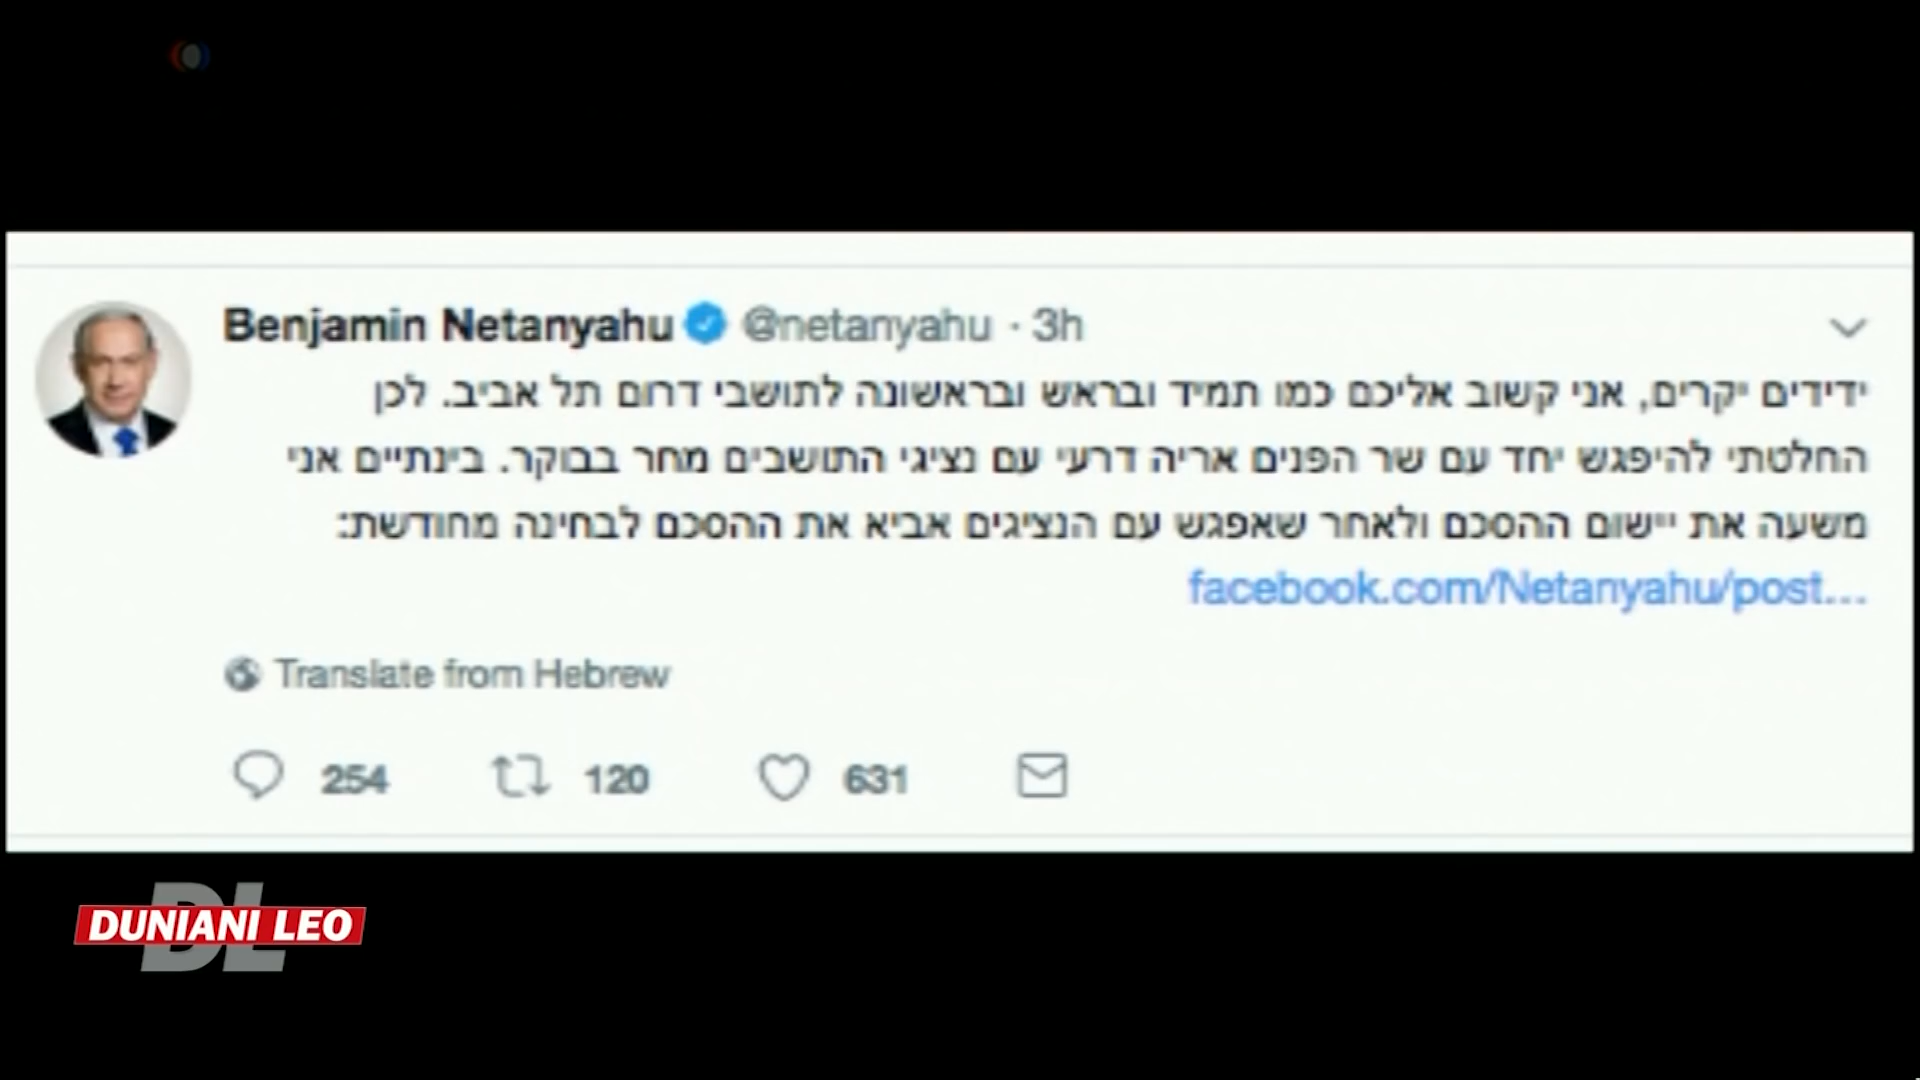 Benjamin Netanyahu @netanyahu · 3h
ידידים יקרים, אני קשוב אליכם כמו תמיד ובראש ובראשונה לתושבי דרום תל אביב. לכן
החלטתי להיפגש יחד עם שר הפנים אריה דרעי עם נציגי התושבים מחר בבוקר. בינתיים אני
משעה את יישום ההסכם ולאחר שאפגש עם הנציגים אביא את ההסכם לבחינה מחודשת:
facebook.com/Netanyahu/post...
Translate from Hebrew
254 120 631
DL
DUNIANI LEO